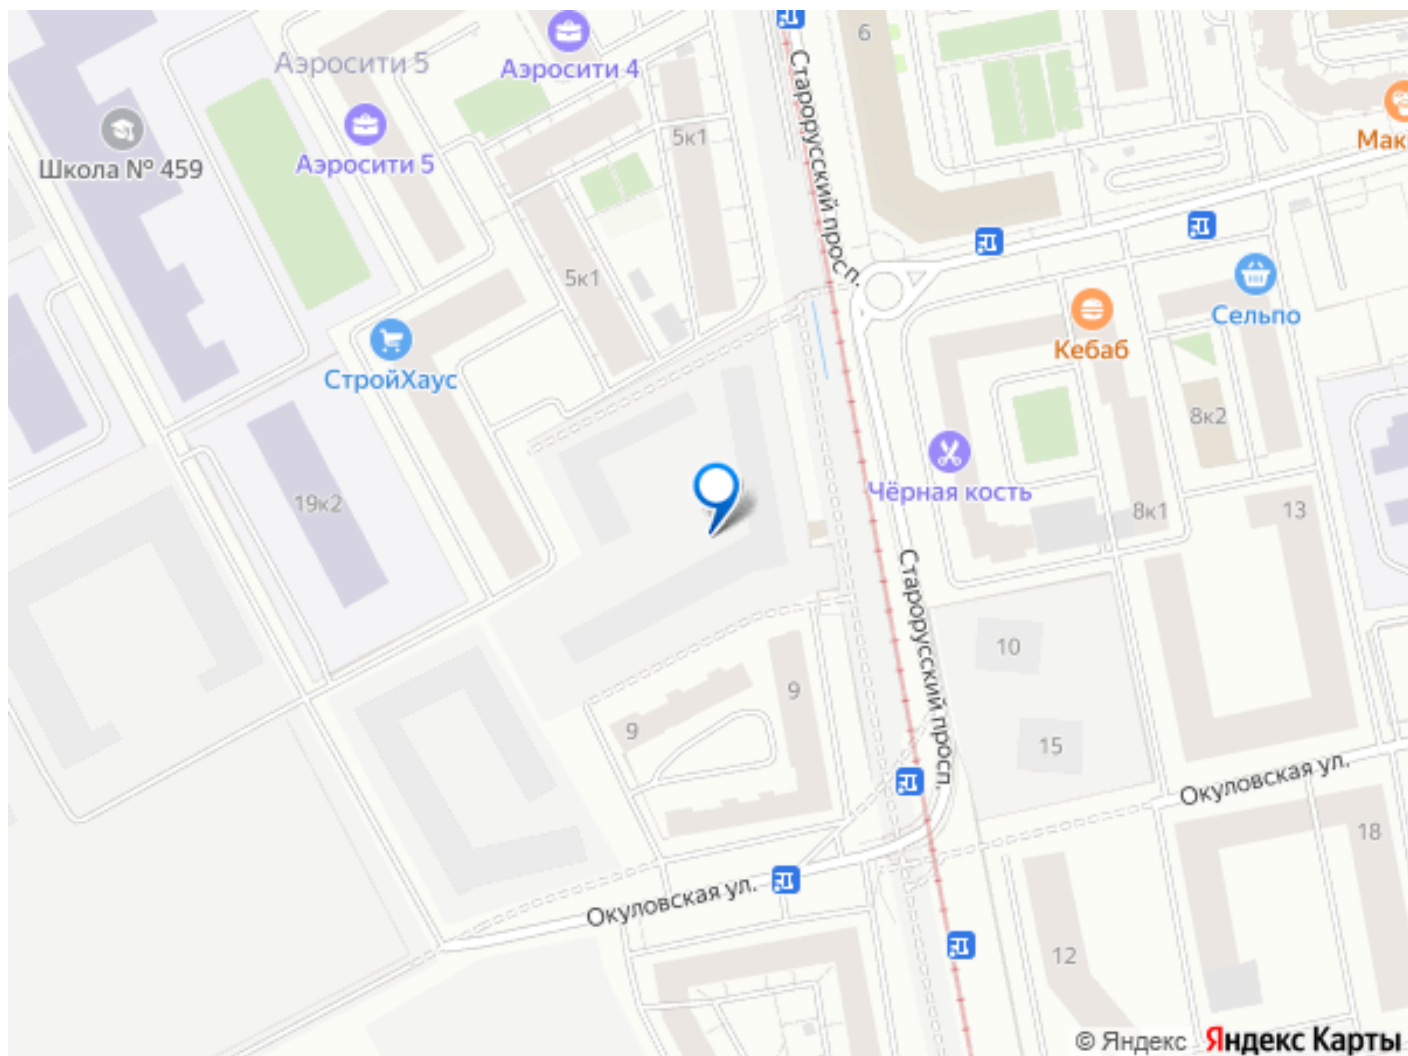 6
Аэросити 5
Аэросити 4
Старорусский просп.
5к1
Мак
Школа № 459
Аэросити 5
5к1
Сельпо
Кебаб
СтройХаус
8к2
19к2
Чёрная кость
8к1
13
Старорусский просп.
10
9
9
15
Окуловская ул.
18
Окуловская ул.
12
© Яндекс Яндекс Карты